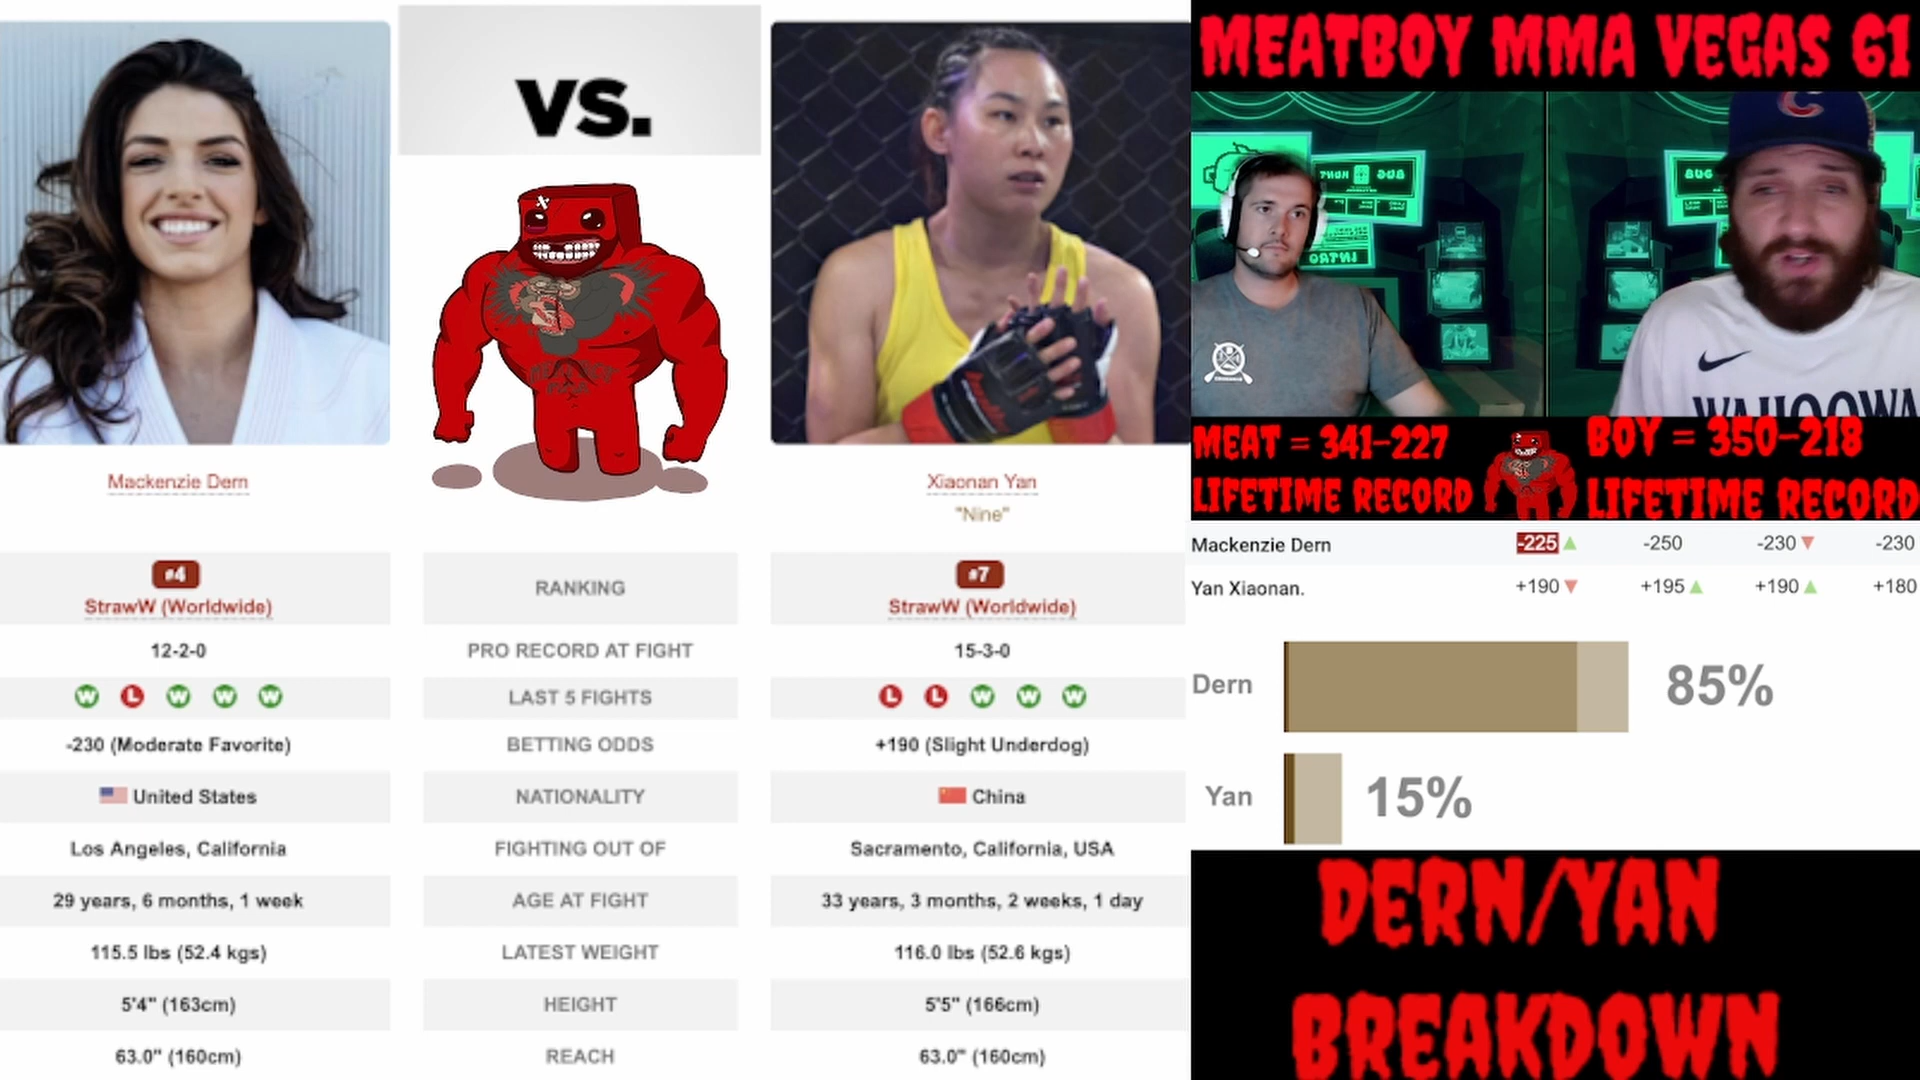 VS.
Mackenzie Dern
Xiaonan Yan
"Nine"
#4
StrawW (Worldwide)
RANKING
#7
StrawW (Worldwide)
12-2-0
PRO RECORD AT FIGHT
15-3-0
W L W W W
LAST 5 FIGHTS
L L W W W
-230 (Moderate Favorite)
BETTING ODDS
+190 (Slight Underdog)
United States
NATIONALITY
China
Los Angeles, California
FIGHTING OUT OF
Sacramento, California, USA
29 years, 6 months, 1 week
AGE AT FIGHT
33 years, 3 months, 2 weeks, 1 day
115.5 lbs (52.4 kgs)
LATEST WEIGHT
116.0 lbs (52.6 kgs)
5'4" (163cm)
HEIGHT
5'5" (166cm)
63.0" (160cm)
REACH
63.0" (160cm)
MEATBOY MMA VEGAS 61
C
BUG HUNT
INTRO
BUG
WAHOOWA
MEAT = 341-227
LIFETIME RECORD
BOY = 350-218
LIFETIME RECORD
Mackenzie Dern -225 -250 -230 -230
Yan Xiaonan. +190 +195 +190 +180
Dern 85%
Yan 15%
DERN/YAN
BREAKDOWN